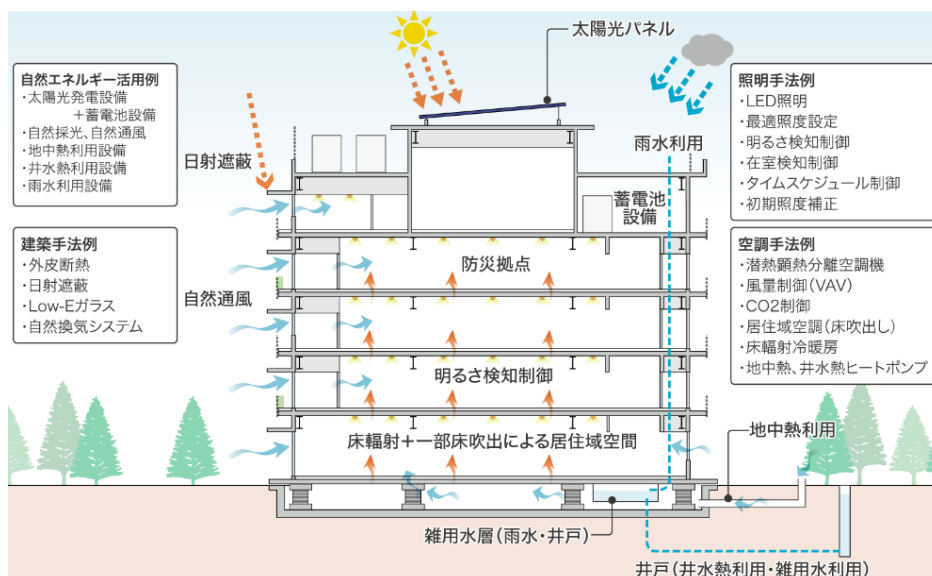 太陽光パネル
自然エネルギー活用例
・太陽光発電設備
＋蓄電池設備
・自然採光、自然通風
・地中熱利用設備
・井水熱利用設備
・雨水利用設備
日射遮蔽
雨水利用
照明手法例
・LED照明
・最適照度設定
・明るさ検知制御
・在室検知制御
・タイムスケジュール制御
・初期照度補正
蓄電池
設備
建築手法例
・外皮断熱
・日射遮蔽
・Low-Eガラス
・自然換気システム
自然通風
防災拠点
空調手法例
・潜熱顕熱分離空調機
・風量制御(VAV)
・CO2制御
・居住域空調(床吹出し)
・床輻射冷暖房
・地中熱、井水熱ヒートポンプ
明るさ検知制御
床輻射＋一部床吹出による居住域空間
地中熱利用
雑用水層(雨水・井戸)
井戸(井水熱利用・雑用水利用)